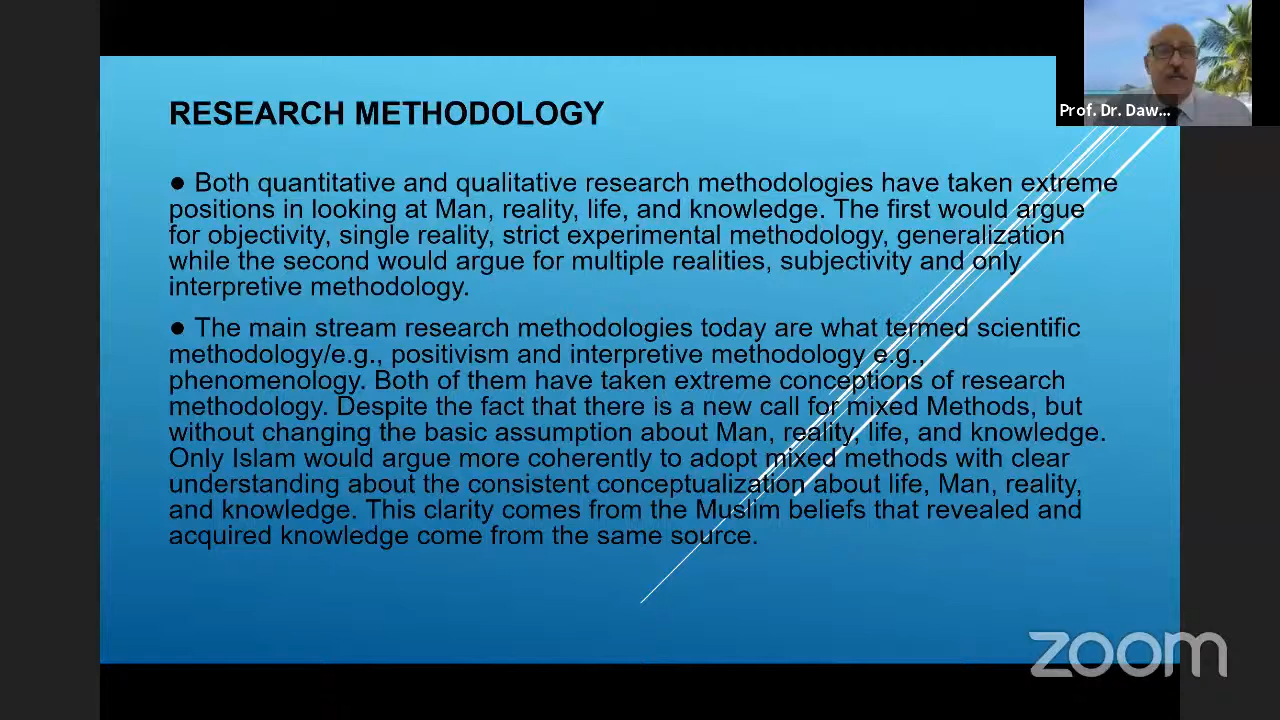 RESEARCH METHODOLOGY
Prof. Dr. Daw...
● Both quantitative and qualitative research methodologies have taken extreme
positions in looking at Man, reality, life, and knowledge. The first would argue
for objectivity, single reality, strict experimental methodology, generalization
while the second would argue for multiple realities, subjectivity and only
interpretive methodology.
● The main stream research methodologies today are what termed scientific
methodology/e.g., positivism and interpretive methodology e.g.,
phenomenology. Both of them have taken extreme conceptions of research
methodology. Despite the fact that there is a new call for mixed Methods, but
without changing the basic assumption about Man, reality, life, and knowledge.
Only Islam would argue more coherently to adopt mixed methods with clear
understanding about the consistent conceptualization about life, Man, reality,
and knowledge. This clarity comes from the Muslim beliefs that revealed and
acquired knowledge come from the same source.
zoom